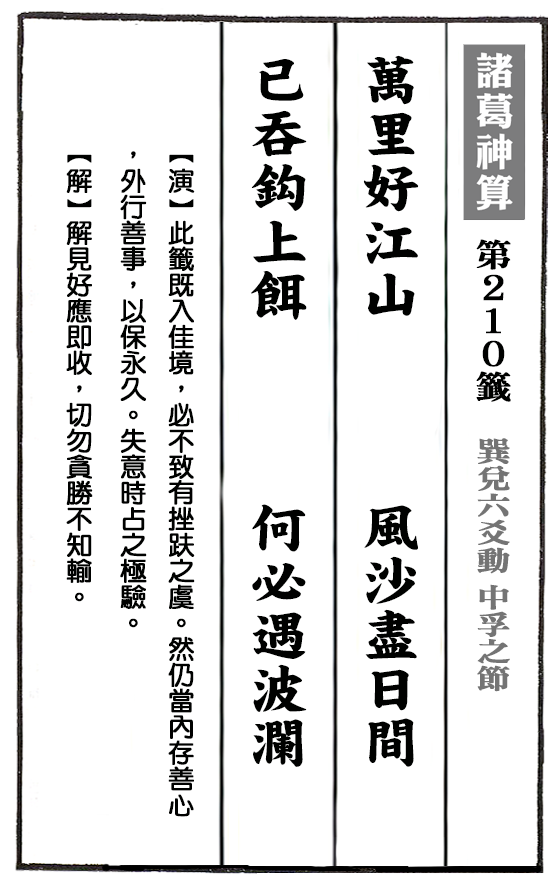 諸葛神算 第210籤 巽兌六爻動 中孚之節
萬里好江山 風沙盡日間
已吞鈎上餌 何必遇波瀾
【演】此籤既入佳境，必不致有挫趺之虞。然仍當內存善心
，外行善事，以保永久。失意時占之極驗。
【解】解見好應即收，切勿貪勝不知輸。